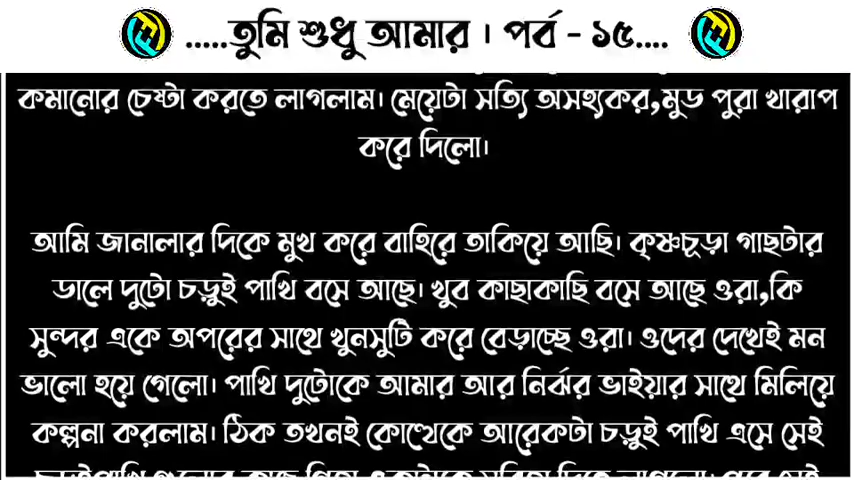 .....তুমি শুধু আমার । পর্ব - ১৫....
কমানোর চেষ্টা করতে লাগলাম। মেয়েটা সত্যি অসহ্যকর,মুড পুরা খারাপ
করে দিলো।
আমি জানালার দিকে মুখ করে বাহিরে তাকিয়ে আছি। কৃষ্ণচূড়া গাছটার
ডালে দুটো চড়ুই পাখি বসে আছে। খুব কাছাকাছি বসে আছে ওরা,কি
সুন্দর একে অপরের সাথে খুনসুটি করে বেড়াচ্ছে ওরা। ওদের দেখেই মন
ভালো হয়ে গেলো। পাখি দুটোকে আমার আর নির্ঝর ভাইয়ার সাথে মিলিয়ে
কল্পনা করলাম। ঠিক তখনই কোত্থেকে আরেকটা চড়ুই পাখি এসে সেই